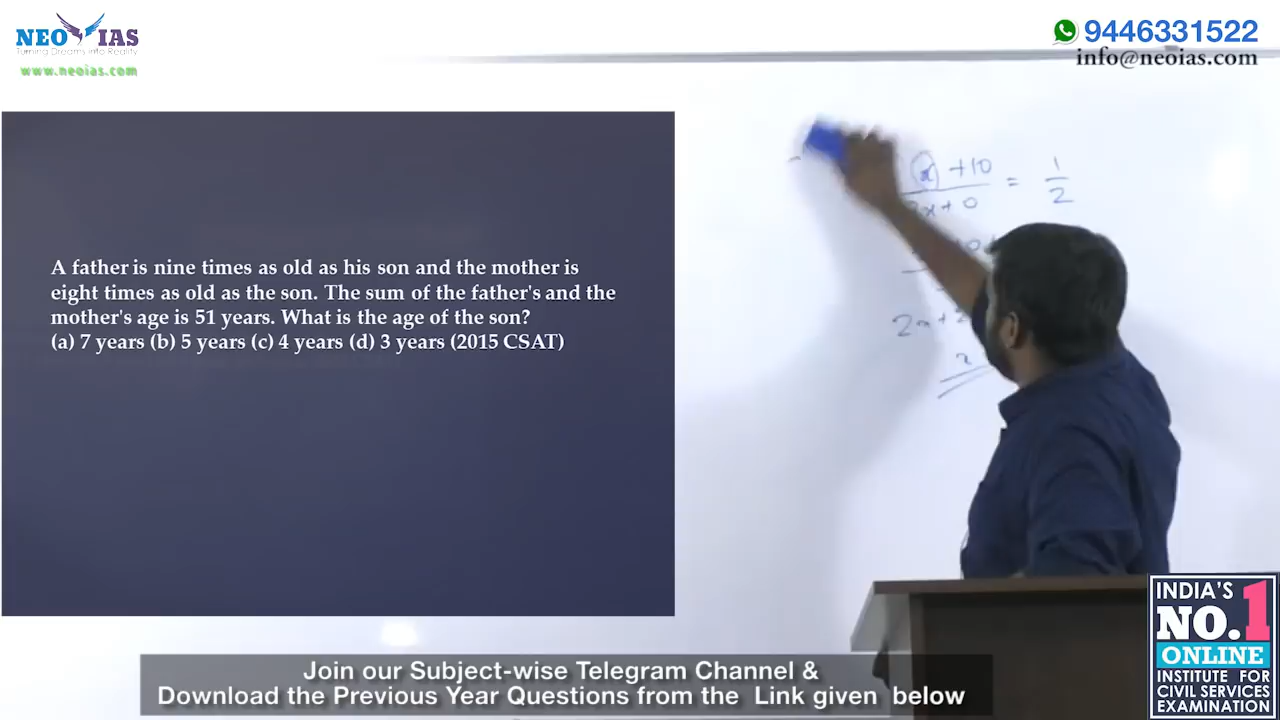 NEO IAS
Turning Dreams into Reality
www.neoias.com
9446331522
info@neoias.com
A father is nine times as old as his son and the mother is
eight times as old as the son. The sum of the father's and the
mother's age is 51 years. What is the age of the son?
(a) 7 years (b) 5 years (c) 4 years (d) 3 years (2015 CSAT)
x +10
= 1
2
Join our Subject-wise Telegram Channel &
Download the Previous Year Questions from the Link given below
INDIA'S
NO.1
ONLINE
INSTITUTE FOR
CIVIL SERVICES
EXAMINATION